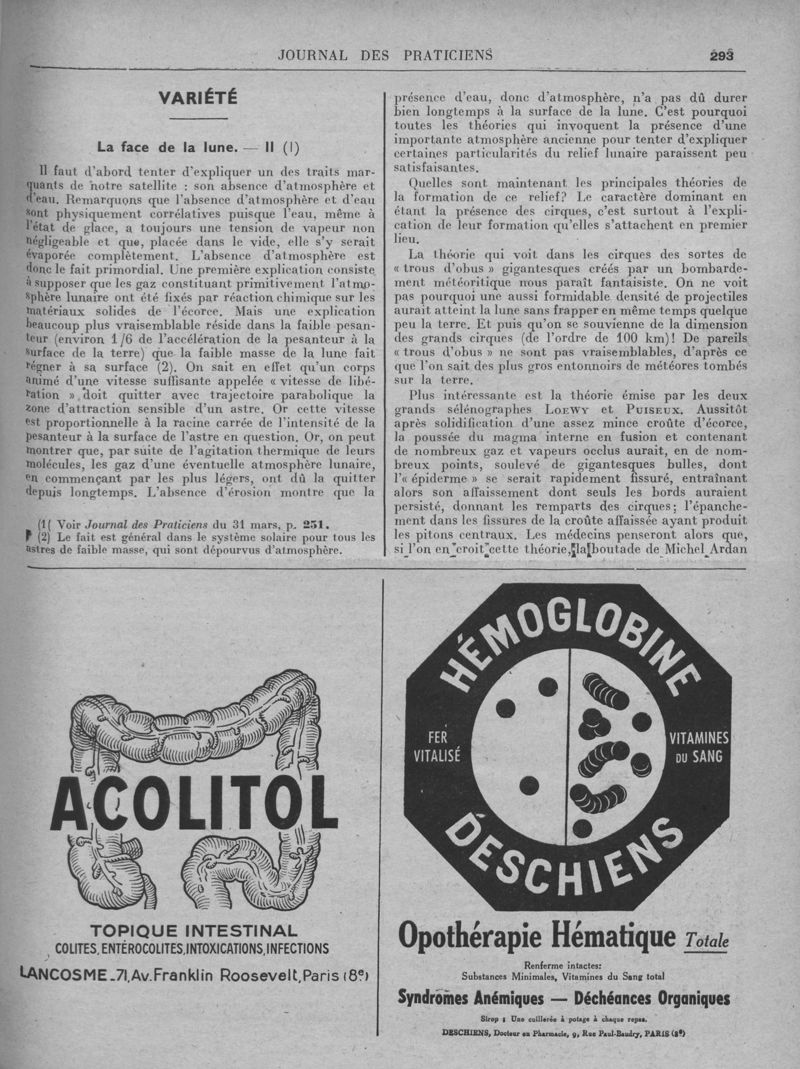 JOURNAL DES PRATICIENS
293
VARIÉTÉ
La face de la lune. — II (I)
Il faut d'abord tenter d'expliquer un des traits mar-
quants de notre satellite : son absence d'atmosphère et
d'eau. Remarquons que l'absence d'atmosphère et d'eau
sont physiquement corrélatives puisque l'eau, même à
l'état de glace, a toujours une tension de vapeur non
négligeable et que, placée dans le vide, elle s'y serait
évaporée complètement. L'absence d'atmosphère est
donc le fait primordial. Une première explication consiste
à supposer que les gaz constituant primitivement l'atmo-
sphère lunaire ont été fixés par réaction chimique sur les
matériaux solides de l'écorce. Mais une explication
beaucoup plus vraisemblable réside dans la faible pesan-
teur (environ 1/6 de l'accélération de la pesanteur à la
surface de la terre) que la faible masse de la lune fait
régner à sa surface (2). On sait en effet qu'un corps
animé d'une vitesse suffisante appelée « vitesse de libé-
ration », doit quitter avec trajectoire parabolique la
zone d'attraction sensible d'un astre. Or cette vitesse
est proportionnelle à la racine carrée de l'intensité de la
pesanteur à la surface de l'astre en question. Or, on peut
montrer que, par suite de l'agitation thermique de leurs
molécules, les gaz d'une éventuelle atmosphère lunaire,
en commençant par les plus légers, ont dû la quitter
depuis longtemps. L'absence d'érosion montre que la
(1( Voir Journal des Praticiens du 31 mars, p. 251.
(2) Le fait est général dans le système solaire pour tous les
astres de faible masse, qui sont dépourvus d'atmosphère.
présence d'eau, donc d'atmosphère, n'a pas dû durer
bien longtemps à la surface de la lune. C'est pourquoi
toutes les théories qui invoquent la présence d'une
importante atmosphère ancienne pour tenter d'expliquer
certaines particularités du relief lunaire paraissent peu
satisfaisantes.
Quelles sont maintenant les principales théories de
la formation de ce relief? Le caractère dominant en
étant la présence des cirques, c'est surtout à l'expli-
cation de leur formation qu'elles s'attachent en premier
lieu.
La théorie qui voit dans les cirques des sortes de
« trous d'obus » gigantesques créés par un bombarde-
ment météoritique nous paraît fantaisiste. On ne voit
pas pourquoi une aussi formidable densité de projectiles
aurait atteint la lune sans frapper en même temps quelque
peu la terre. Et puis qu'on se souvienne de la dimension
des grands cirques (de l'ordre de 100 km)! De pareils
« trous d'obus » ne sont pas vraisemblables, d'après ce
que l'on sait des plus gros entonnoirs de météores tombés
sur la terre.
Plus intéressante est la théorie émise par les deux
grands sélénographes LOEWY et PUISEUX. Aussitôt
après solidification d'une assez mince croûte d'écorce,
la poussée du magma interne en fusion et contenant
de nombreux gaz et vapeurs occlus aurait, en de nom-
breux points, soulevé de gigantesques bulles, dont
l'« épiderme » se serait rapidement fissuré, entraînant
alors son affaissement dont seuls les bords auraient
persisté, donnant les remparts des cirques; l'épanche-
ment dans les fissures de la croûte affaissée ayant produit
les pitons centraux. Les médecins penseront alors que,
si l'on en croit cette théorie, la boutade de Michel Ardan
ACOLITOL
TOPIQUE INTESTINAL
COLITES, ENTÉROCOLITES, INTOXICATIONS, INFECTIONS
LANCOSME _ 71, Av. Franklin Roosevelt, Paris (8e)
HÉMOGLOBINE
FER
VITALISÉ
VITAMINES
DU SANG
DESCHIENS
Opothérapie Hématique Totale
Renferme intactes:
Substances Minimales, Vitamines du Sang total
Syndromes Anémiques — Déchéances Organiques
Sirop : Une cuillerée à potage à chaque repas.
DESCHIENS, Docteur en Pharmacie, 9, Rue Paul-Baudry, PARIS (8e)